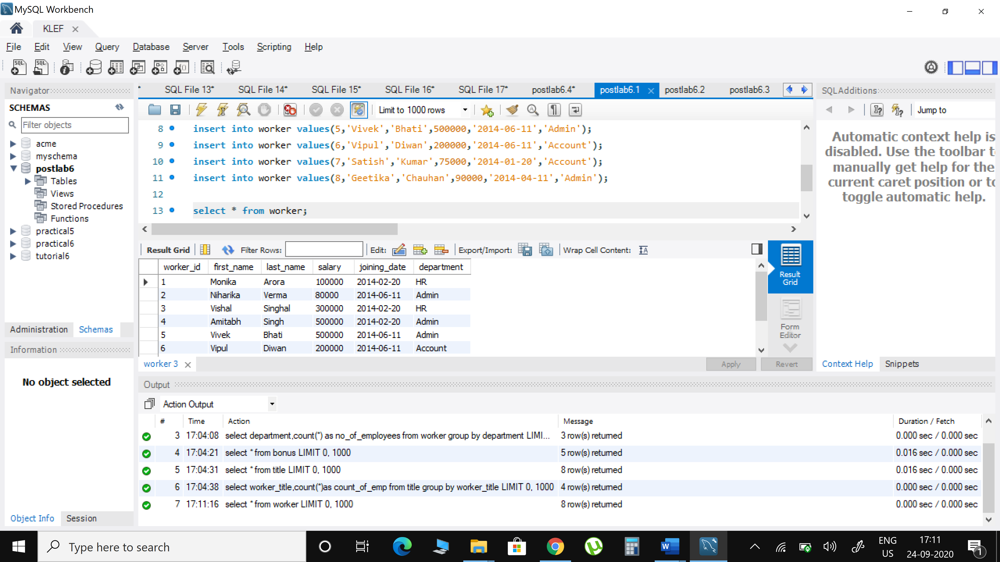 MySQL Workbench
KLEF
File Edit View Query Database Server Tools Scripting Help
Navigator
SCHEMAS
Filter objects
acme
myschema
postlab6
Tables
Views
Stored Procedures
Functions
practical5
practical6
tutorial6
Administration Schemas
Information
No object selected
Object Info Session
* SQL File 13* SQL File 14* SQL File 15* SQL File 16* SQL File 17* postlab6.4* postlab6.1 postlab6.2 postlab6.3
Limit to 1000 rows
8 insert into worker values(5,'Vivek','Bhati',500000,'2014-06-11','Admin');
9 insert into worker values(6,'Vipul','Diwan',200000,'2014-06-11','Account');
10 insert into worker values(7,'Satish','Kumar',75000,'2014-01-20','Account');
11 insert into worker values(8,'Geetika','Chauhan',90000,'2014-04-11','Admin');
12
13 select * from worker;
Result Grid Filter Rows: Edit: Export/Import: Wrap Cell Content:
worker_id first_name last_name salary joining_date department
1 Monika Arora 100000 2014-02-20 HR
2 Niharika Verma 80000 2014-06-11 Admin
3 Vishal Singhal 300000 2014-02-20 HR
4 Amitabh Singh 500000 2014-02-20 Admin
5 Vivek Bhati 500000 2014-06-11 Admin
6 Vipul Diwan 200000 2014-06-11 Account
Result
Grid
Form
Editor
worker 3 Apply Revert
SQLAdditions
Jump to
Automatic context help is
disabled. Use the toolbar t
manually get help for the
current caret position or to
toggle automatic help.
Context Help Snippets
Output
Action Output
# Time Action Message Duration / Fetch
3 17:04:08 select department,count(*) as no_of_employees from worker group by department LIMI... 3 row(s) returned 0.000 sec / 0.000 sec
4 17:04:21 select * from bonus LIMIT 0, 1000 5 row(s) returned 0.016 sec / 0.000 sec
5 17:04:31 select * from title LIMIT 0, 1000 8 row(s) returned 0.016 sec / 0.000 sec
6 17:04:38 select worker_title,count(*)as count_of_emp from title group by worker_title LIMIT 0, 1000 4 row(s) returned 0.000 sec / 0.000 sec
7 17:11:16 select * from worker LIMIT 0, 1000 8 row(s) returned 0.000 sec / 0.000 sec
Type here to search
ENG
US
17:11
24-09-2020
1